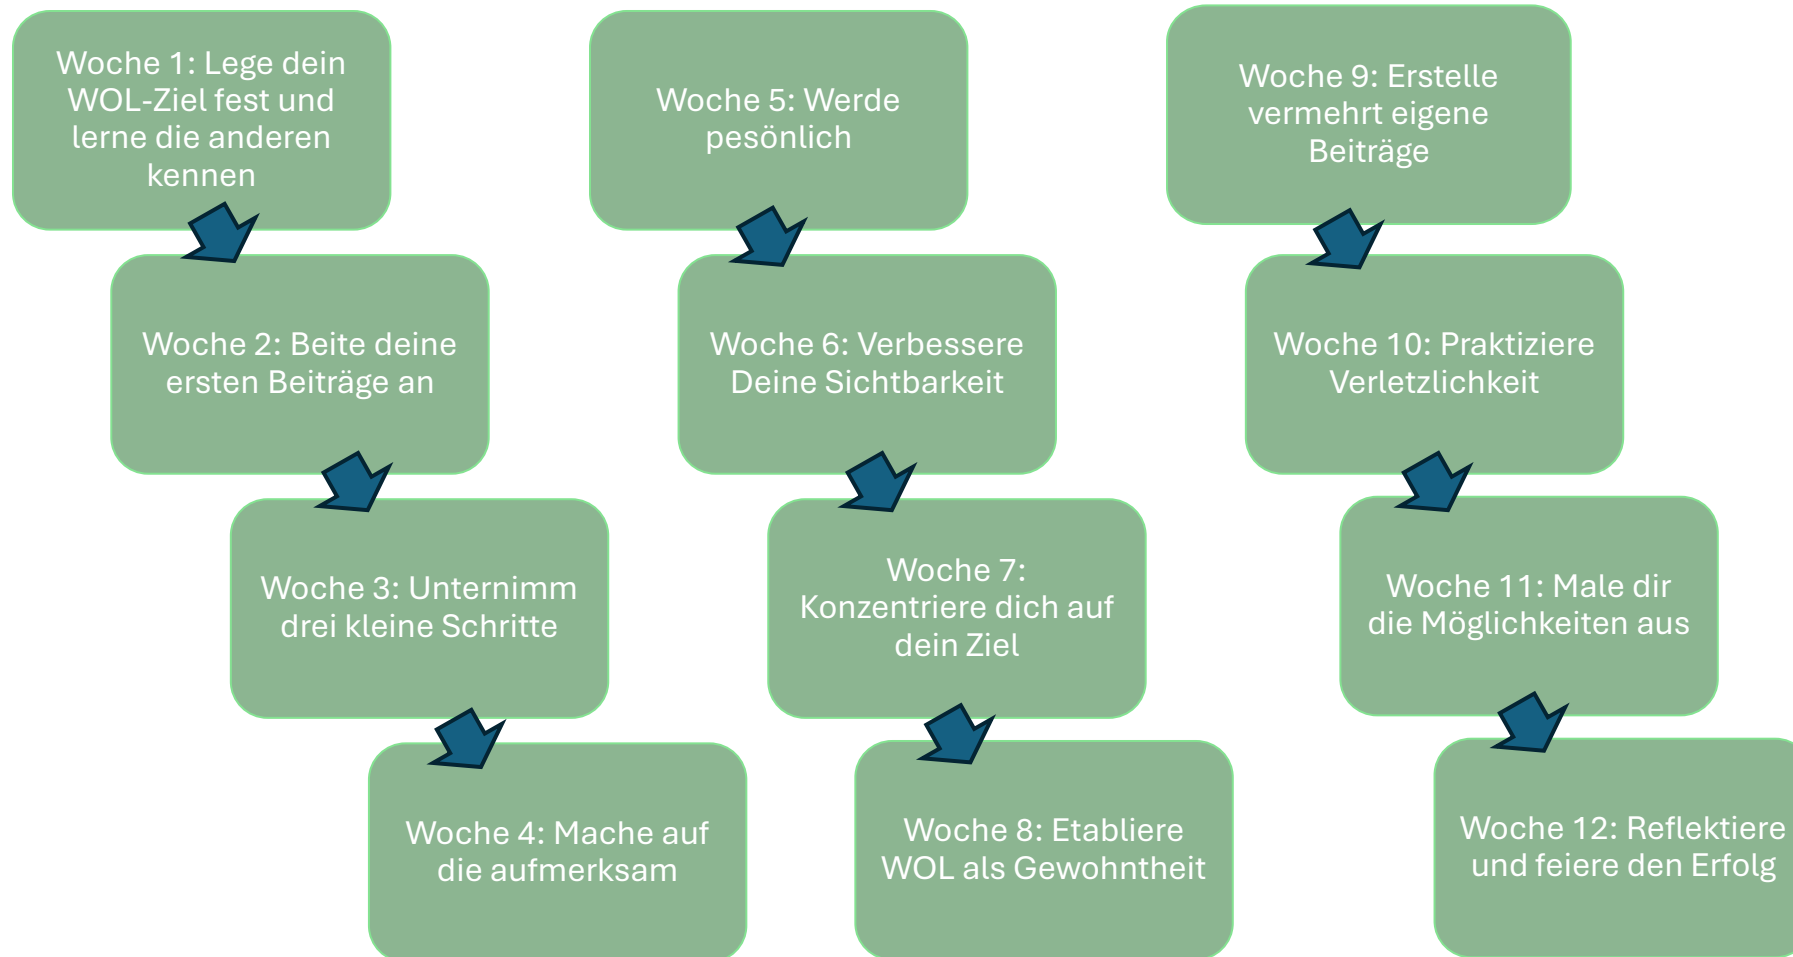 Woche 1: Lege dein
WOL-Ziel fest und
lerne die anderen
kennen
Woche 2: Beite deine
ersten Beiträge an
Woche 3: Unternimm
drei kleine Schritte
Woche 4: Mache auf
die aufmerksam
Woche 5: Werde
pesönlich
Woche 6: Verbessere
Deine Sichtbarkeit
Woche 7:
Konzentriere dich auf
dein Ziel
Woche 8: Etabliere
WOL als Gewohntheit
Woche 9: Erstelle
vermehrt eigene
Beiträge
Woche 10: Praktiziere
Verletzlichkeit
Woche 11: Male dir
die Möglichkeiten aus
Woche 12: Reflektiere
und feiere den Erfolg